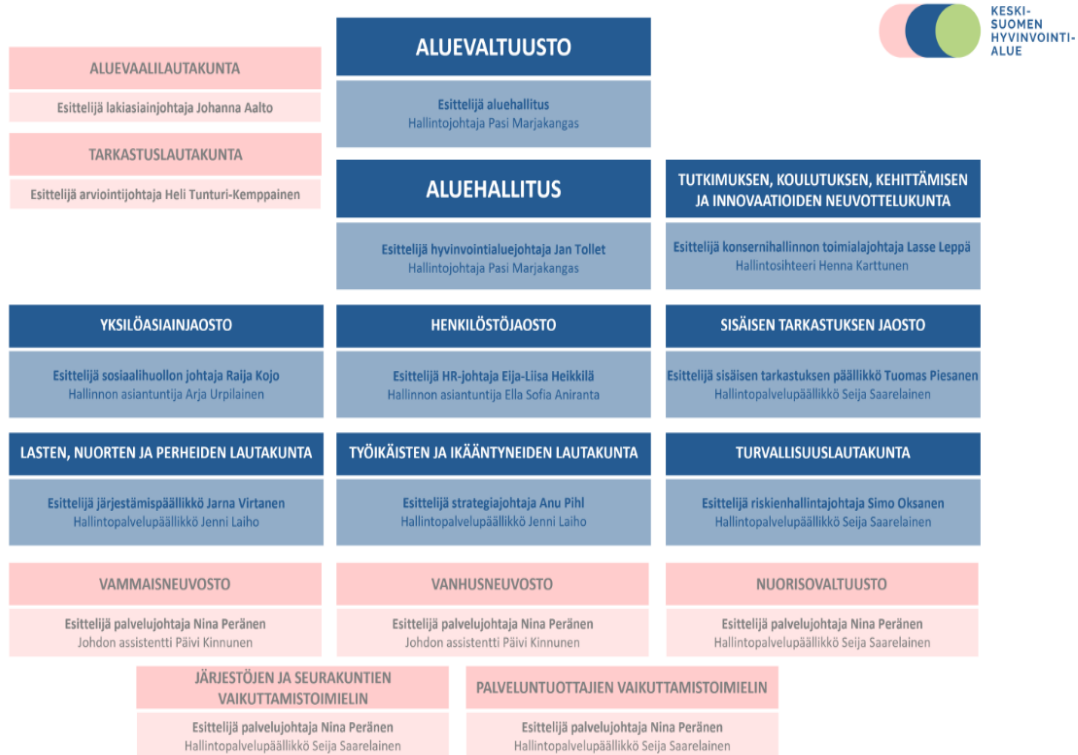 KESKI-
SUOMEN
HYVINVOINTI-
ALUE
ALUEVALTUUSTO
Esittelijä aluehallitus
Hallintojohtaja Pasi Marjakangas
ALUEVAALILAUTAKUNTA
Esittelijä lakiasiainjohtaja Johanna Aalto
TARKASTUSLAUTAKUNTA
Esittelijä arviointijohtaja Heli Tunturi-Kemppainen
ALUEHALLITUS
Esittelijä hyvinvointialuejohtaja Jan Tollet
Hallintojohtaja Pasi Marjakangas
TUTKIMUKSEN, KOULUTUKSEN, KEHITTÄMISEN
JA INNOVAATIOIDEN NEUVOTTELUKUNTA
Esittelijä konsernihallinnon toimialajohtaja Lasse Leppä
Hallintosihteeri Henna Karttunen
YKSILÖASIAINJAOSTO
Esittelijä sosiaalihuollon johtaja Raija Kojo
Hallinnon asiantuntija Arja Urpilainen
HENKILÖSTÖJAOSTO
Esittelijä HR-johtaja Eija-Liisa Heikkilä
Hallinnon asiantuntija Ella Sofia Aniranta
SISÄISEN TARKASTUKSEN JAOSTO
Esittelijä sisäisen tarkastuksen päällikkö Tuomas Piesanen
Hallintopalvelupäällikkö Seija Saarelainen
LASTEN, NUORTEN JA PERHEIDEN LAUTAKUNTA
Esittelijä järjestämispäällikkö Jarna Virtanen
Hallintopalvelupäällikkö Jenni Laiho
TYÖIKÄISTEN JA IKÄÄNTYNEIDEN LAUTAKUNTA
Esittelijä strategiajohtaja Anu Pihl
Hallintopalvelupäällikkö Jenni Laiho
TURVALLISUUSLAUTAKUNTA
Esittelijä riskienhallintajohtaja Simo Oksanen
Hallintopalvelupäällikkö Seija Saarelainen
VAMMAISNEUVOSTO
Esittelijä palvelujohtaja Nina Peränen
Johdon assistentti Päivi Kinnunen
VANHUSNEUVOSTO
Esittelijä palvelujohtaja Nina Peränen
Johdon assistentti Päivi Kinnunen
NUORISOVALTUUSTO
Esittelijä palvelujohtaja Nina Peränen
Hallintopalvelupäällikkö Seija Saarelainen
JÄRJESTÖJEN JA SEURAKUNTIEN
VAIKUTTAMISTOIMIELIN
Esittelijä palvelujohtaja Nina Peränen
Hallintopalvelupäällikkö Seija Saarelainen
PALVELUNTUOTTAJIEN VAIKUTTAMISTOIMIELIN
Esittelijä palvelujohtaja Nina Peränen
Hallintopalvelupäällikkö Seija Saarelainen